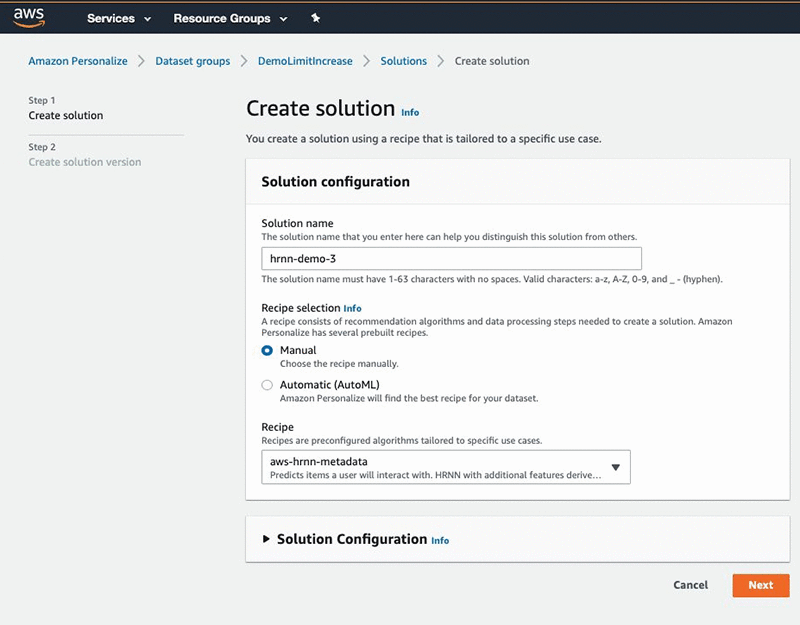 aws Services Resource Groups
Amazon Personalize Dataset groups DemoLimitIncrease Solutions Create solution
Step 1
Create solution
Step 2
Create solution version
Create solution Info
You create a solution using a recipe that is tailored to a specific use case.
Solution configuration
Solution name
The solution name that you enter here can help you distinguish this solution from others.
hrnn-demo-3
The solution name must have 1-63 characters with no spaces. Valid characters: a-z, A-Z, 0-9, and _ - (hyphen).
Recipe selection Info
A recipe consists of recommendation algorithms and data processing steps needed to create a solution. Amazon
Personalize has several prebuilt recipes.
Manual
Choose the recipe manually.
Automatic (AutoML)
Amazon Personalize will find the best recipe for your dataset.
Recipe
Recipes are preconfigured algorithms tailored to specific use cases.
aws-hrnn-metadata
Predicts items a user will interact with. HRNN with additional features derive...
Solution Configuration Info
Cancel Next